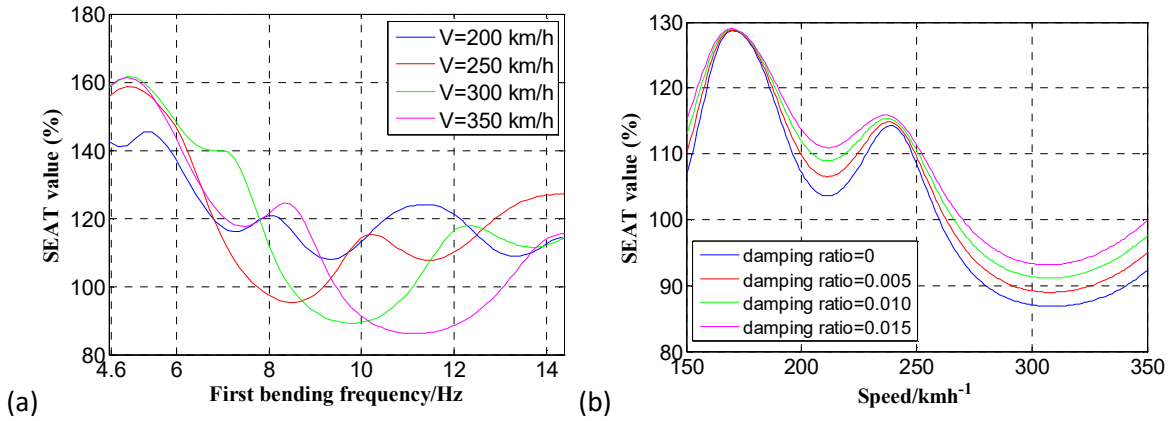 180
160
140
120
100
80
SEAT value (%)
V=200 km/h
V=250 km/h
V=300 km/h
V=350 km/h
4.6 6 8 10 12 14
First bending frequency/Hz
(a)
130
120
110
100
90
80
SEAT value (%)
damping ratio=0
damping ratio=0.005
damping ratio=0.010
damping ratio=0.015
150 200 250 300 350
Speed/kmh-1
(b)